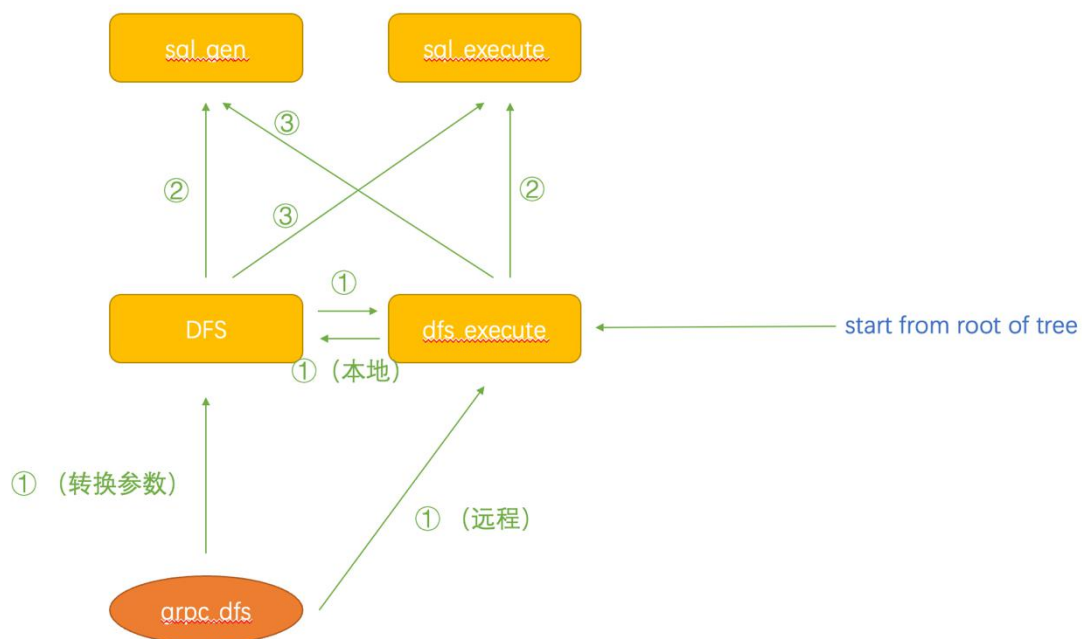 sql_gen
sql_execute
③
②
③
②
①
DFS
dfs_execute
start from root of tree
①（本地）
①（转换参数）
①（远程）
grpc_dfs